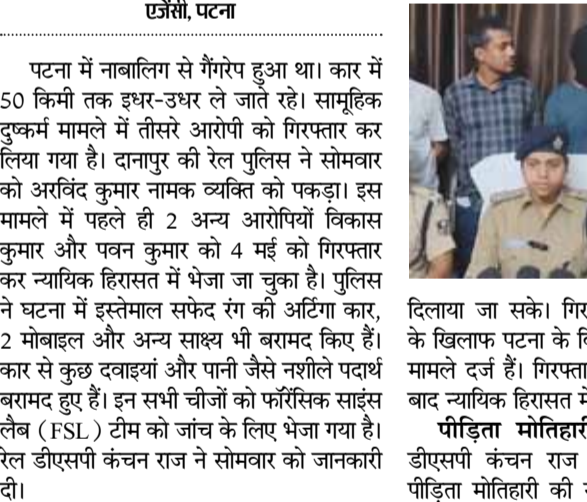 एजेंसी, पटना
पटना में नाबालिग से गैंगरेप हुआ था। कार में
50 किमी तक इधर-उधर ले जाते रहे। सामूहिक
दुष्कर्म मामले में तीसरे आरोपी को गिरफ्तार कर
लिया गया है। दानापुर की रेल पुलिस ने सोमवार
को अरविंद कुमार नामक व्यक्ति को पकड़ा। इस
मामले में पहले ही 2 अन्य आरोपियों विकास
कुमार और पवन कुमार को 4 मई को गिरफ्तार
कर न्यायिक हिरासत में भेजा जा चुका है। पुलिस
ने घटना में इस्तेमाल सफेद रंग की अर्टिगा कार,
2 मोबाइल और अन्य साक्ष्य भी बरामद किए हैं।
कार से कुछ दवाइयां और पानी जैसे नशीले पदार्थ
बरामद हुए हैं। इन सभी चीजों को फॉरेंसिक साइंस
लैब (FSL) टीम को जांच के लिए भेजा गया है।
रेल डीएसपी कंचन राज ने सोमवार को जानकारी
दी।
दिलाया जा सके।
के खिलाफ पटना के
मामले दर्ज हैं।
बाद न्यायिक हिरासत
पीड़िता मोतिहारी
डीएसपी कंचन राज
पीड़िता मोतिहारी की